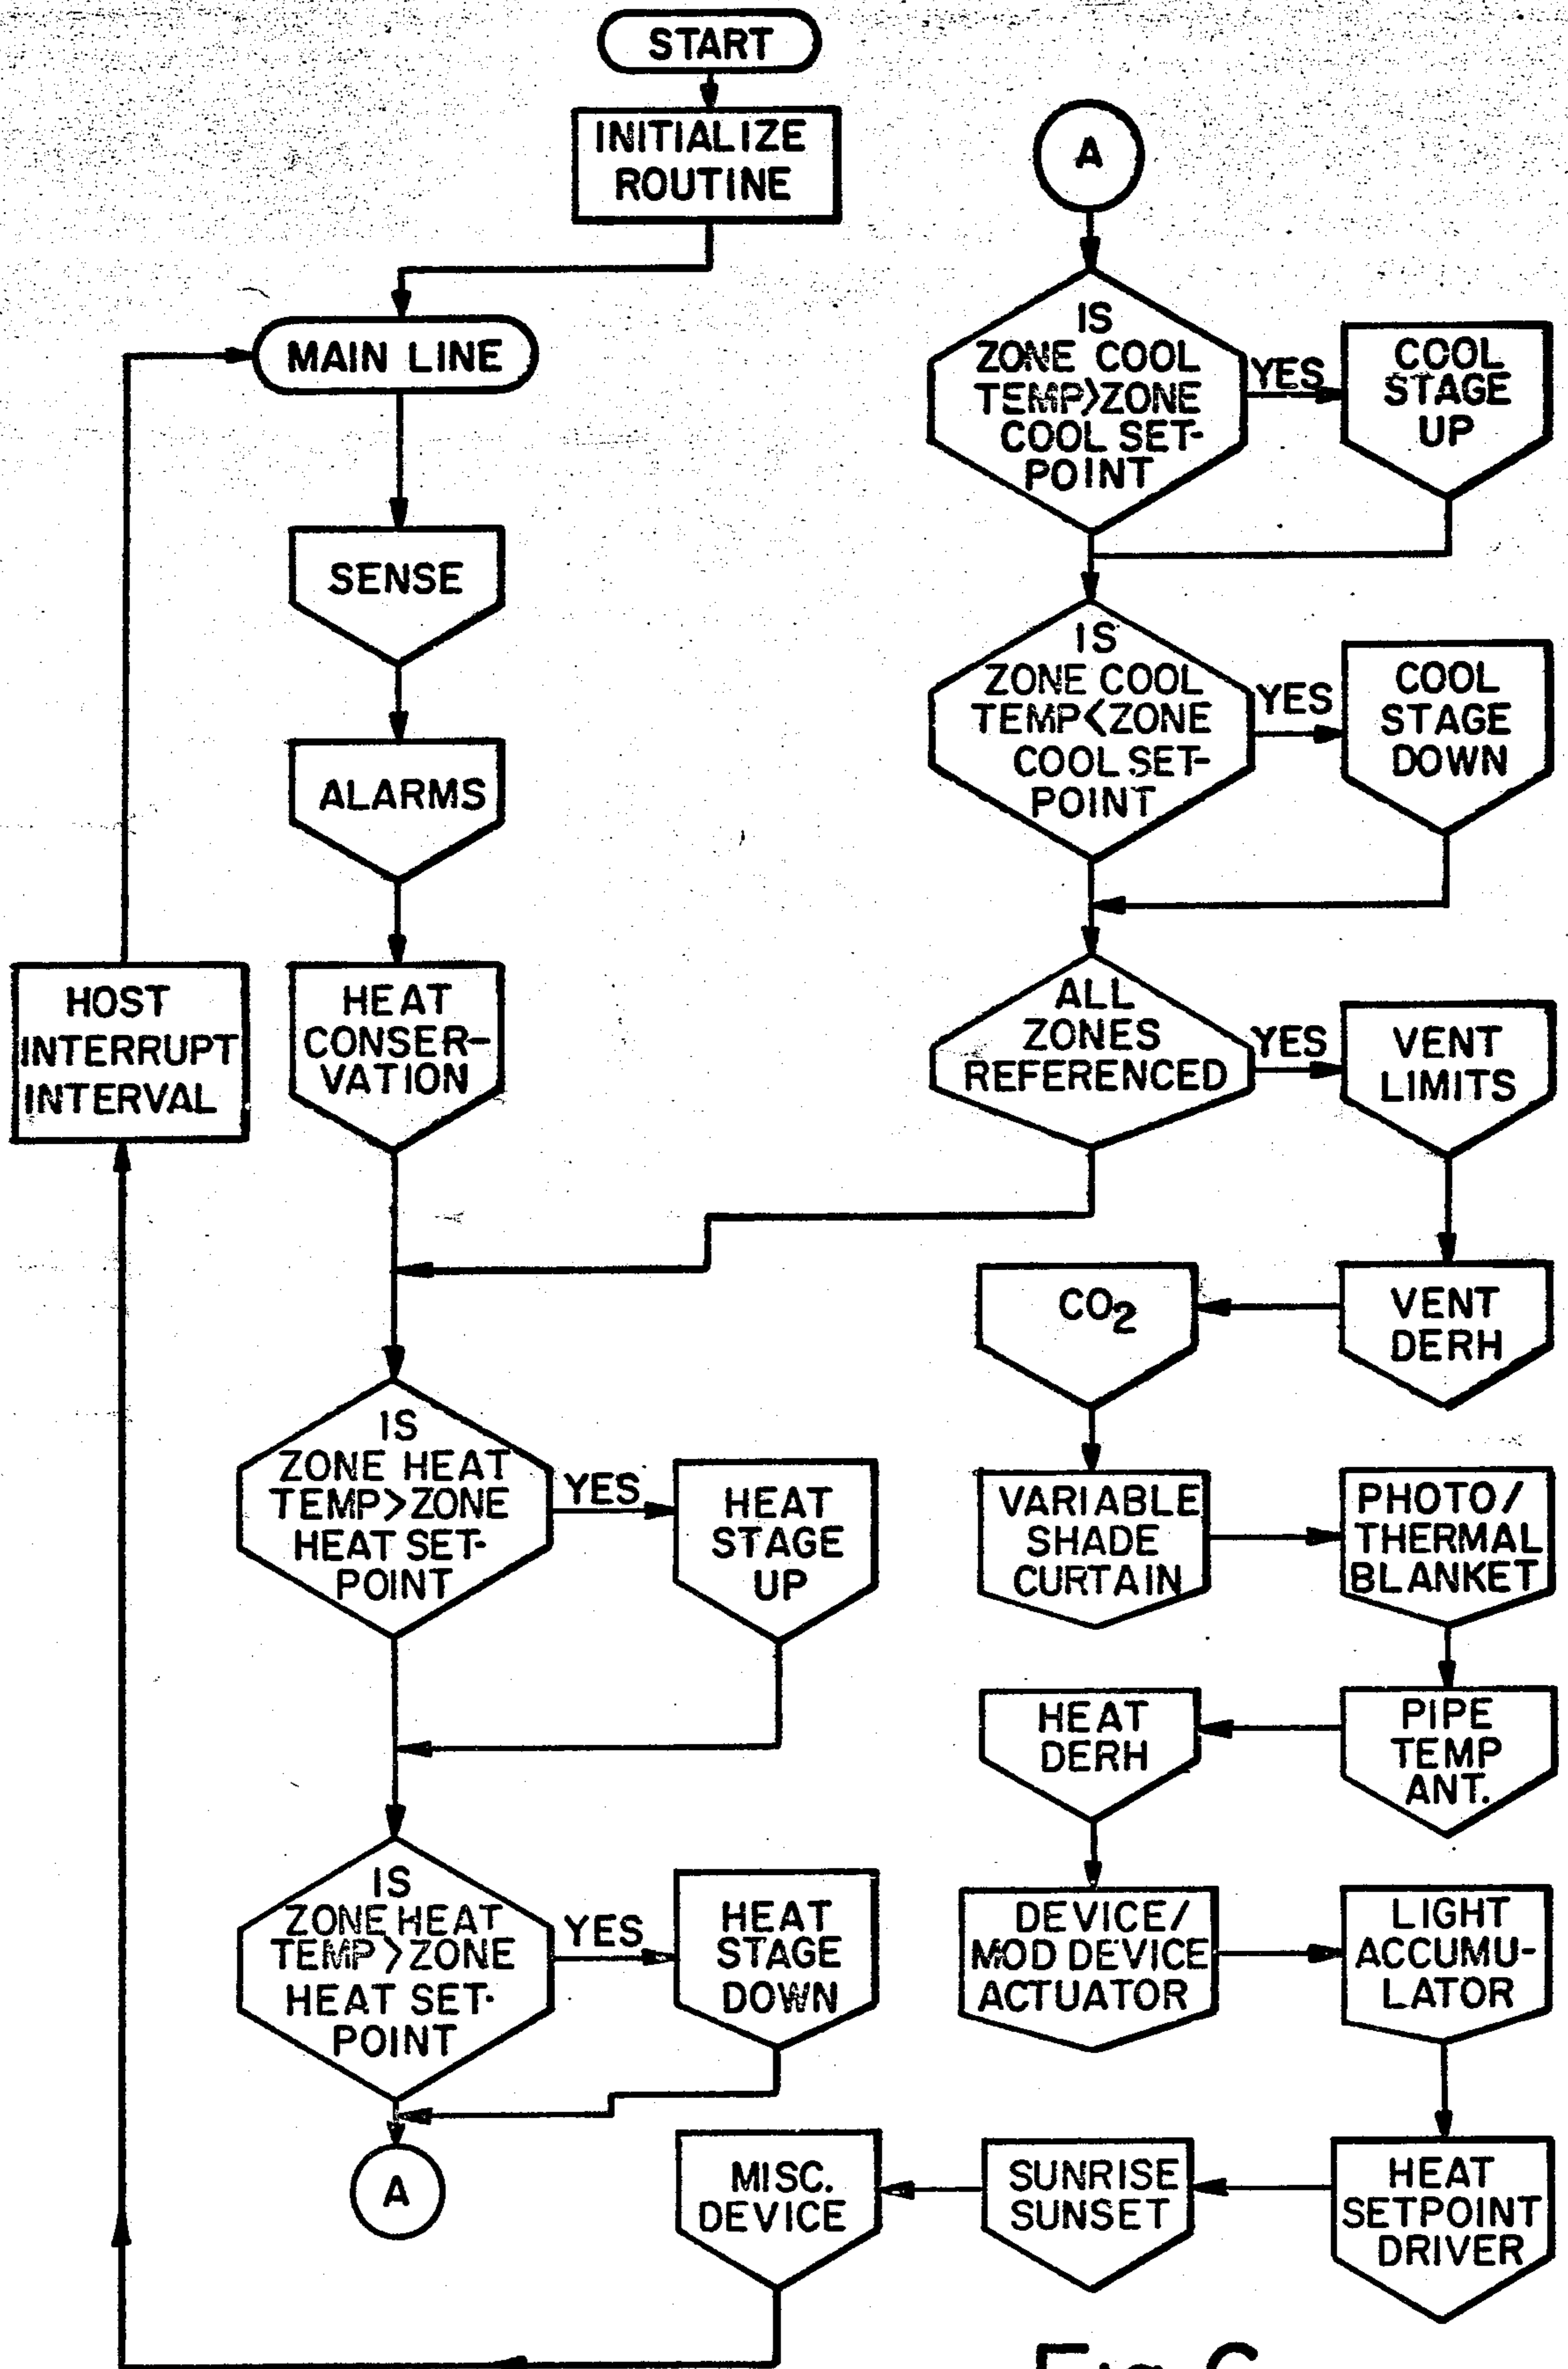 START
INITIALIZE
ROUTINE
MAIN LINE
SENSE
ALARMS
HEAT
CONSER-
VATION
HOST
INTERRUPT
INTERVAL
IS
ZONE HEAT
TEMP>ZONE
HEAT SET-
POINT
YES
HEAT
STAGE
UP
IS
ZONE HEAT
TEMP>ZONE
HEAT SET-
POINT
YES
HEAT
STAGE
DOWN
A
A
IS
ZONE COOL
TEMP>ZONE
COOL SET-
POINT
YES
COOL
STAGE
UP
IS
ZONE COOL
TEMP<ZONE
COOL SET-
POINT
YES
COOL
STAGE
DOWN
ALL
ZONES
REFERENCED
YES
VENT
LIMITS
VENT
DERH
CO2
VARIABLE
SHADE
CURTAIN
PHOTO/
THERMAL
BLANKET
PIPE
TEMP
ANT.
HEAT
DERH
DEVICE/
MOD DEVICE
ACTUATOR
LIGHT
ACCUMU-
LATOR
HEAT
SETPOINT
DRIVER
SUNRISE
SUNSET
MISC.
DEVICE